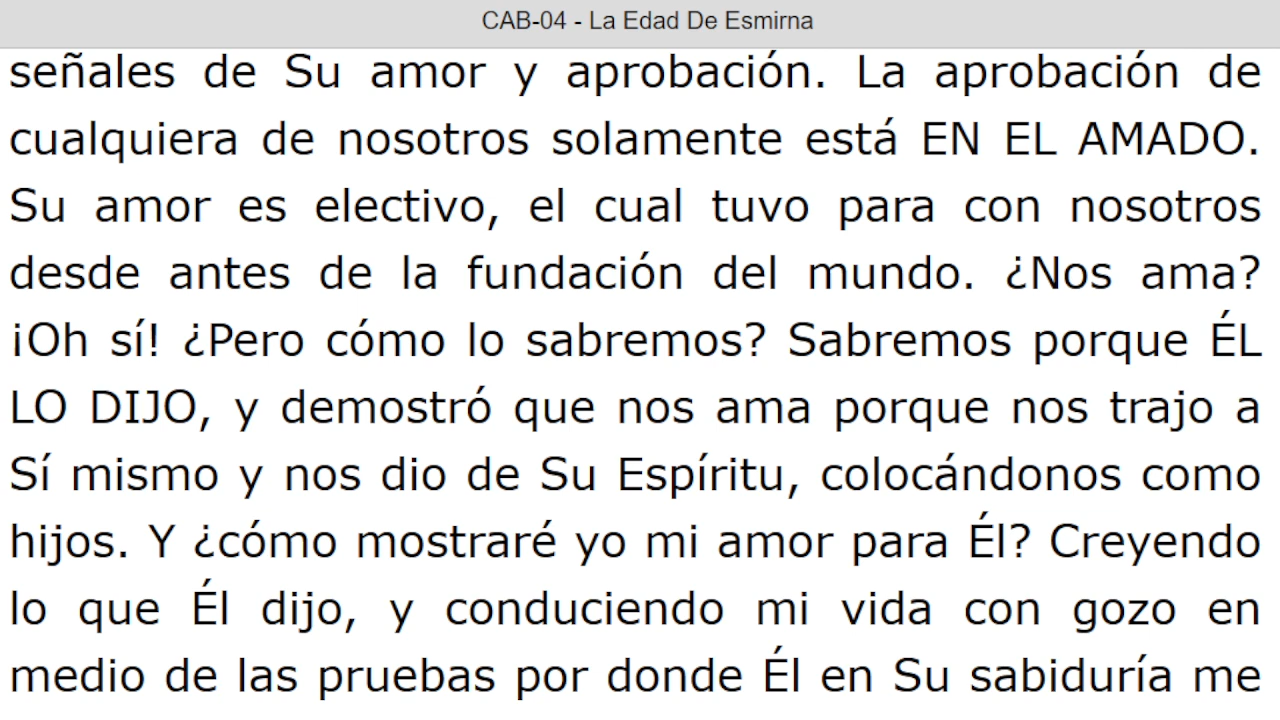 CAB-04 - La Edad De Esmirna
señales de Su amor y aprobación. La aprobación de
cualquiera de nosotros solamente está EN EL AMADO.
Su amor es electivo, el cual tuvo para con nosotros
desde antes de la fundación del mundo. ¿Nos ama?
¡Oh sí! ¿Pero cómo lo sabremos? Sabremos porque ÉL
LO DIJO, y demostró que nos ama porque nos trajo a
Sí mismo y nos dio de Su Espíritu, colocándonos como
hijos. Y ¿cómo mostraré yo mi amor para Él? Creyendo
lo que Él dijo, y conduciendo mi vida con gozo en
medio de las pruebas por donde Él en Su sabiduría me